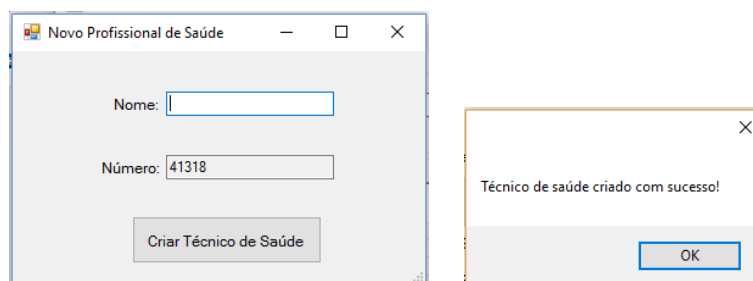 Novo Profissional de Saúde
Nome:
Número: 41318
Criar Técnico de Saúde
Técnico de saúde criado com sucesso!
OK